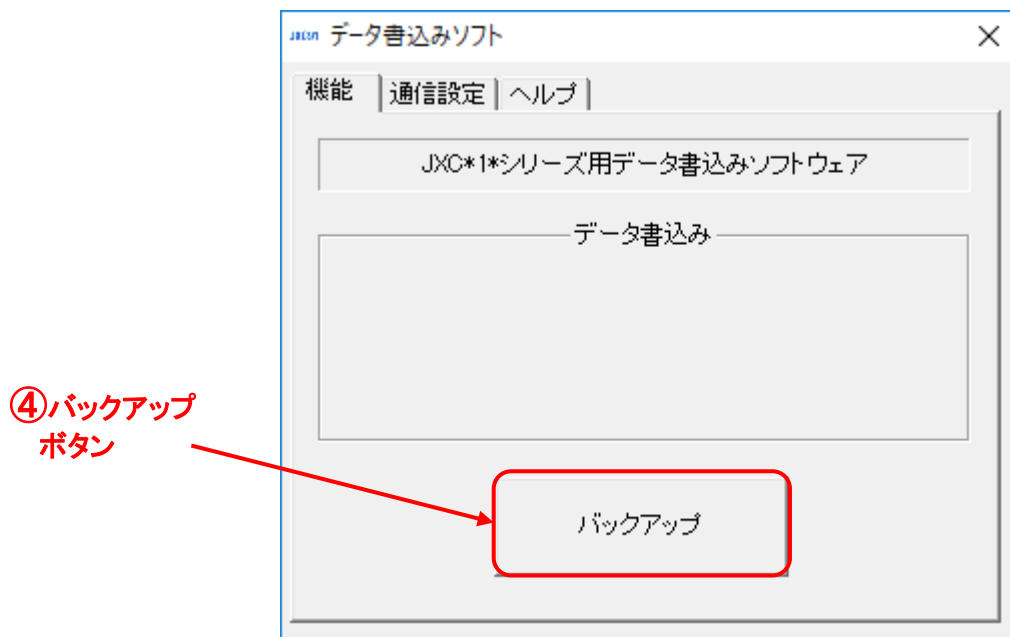 データ書込みソフト
機能 通信設定 ヘルプ
JXC*1*シリーズ用データ書込みソフトウェア
データ書込み
④バックアップ
ボタン
バックアップ